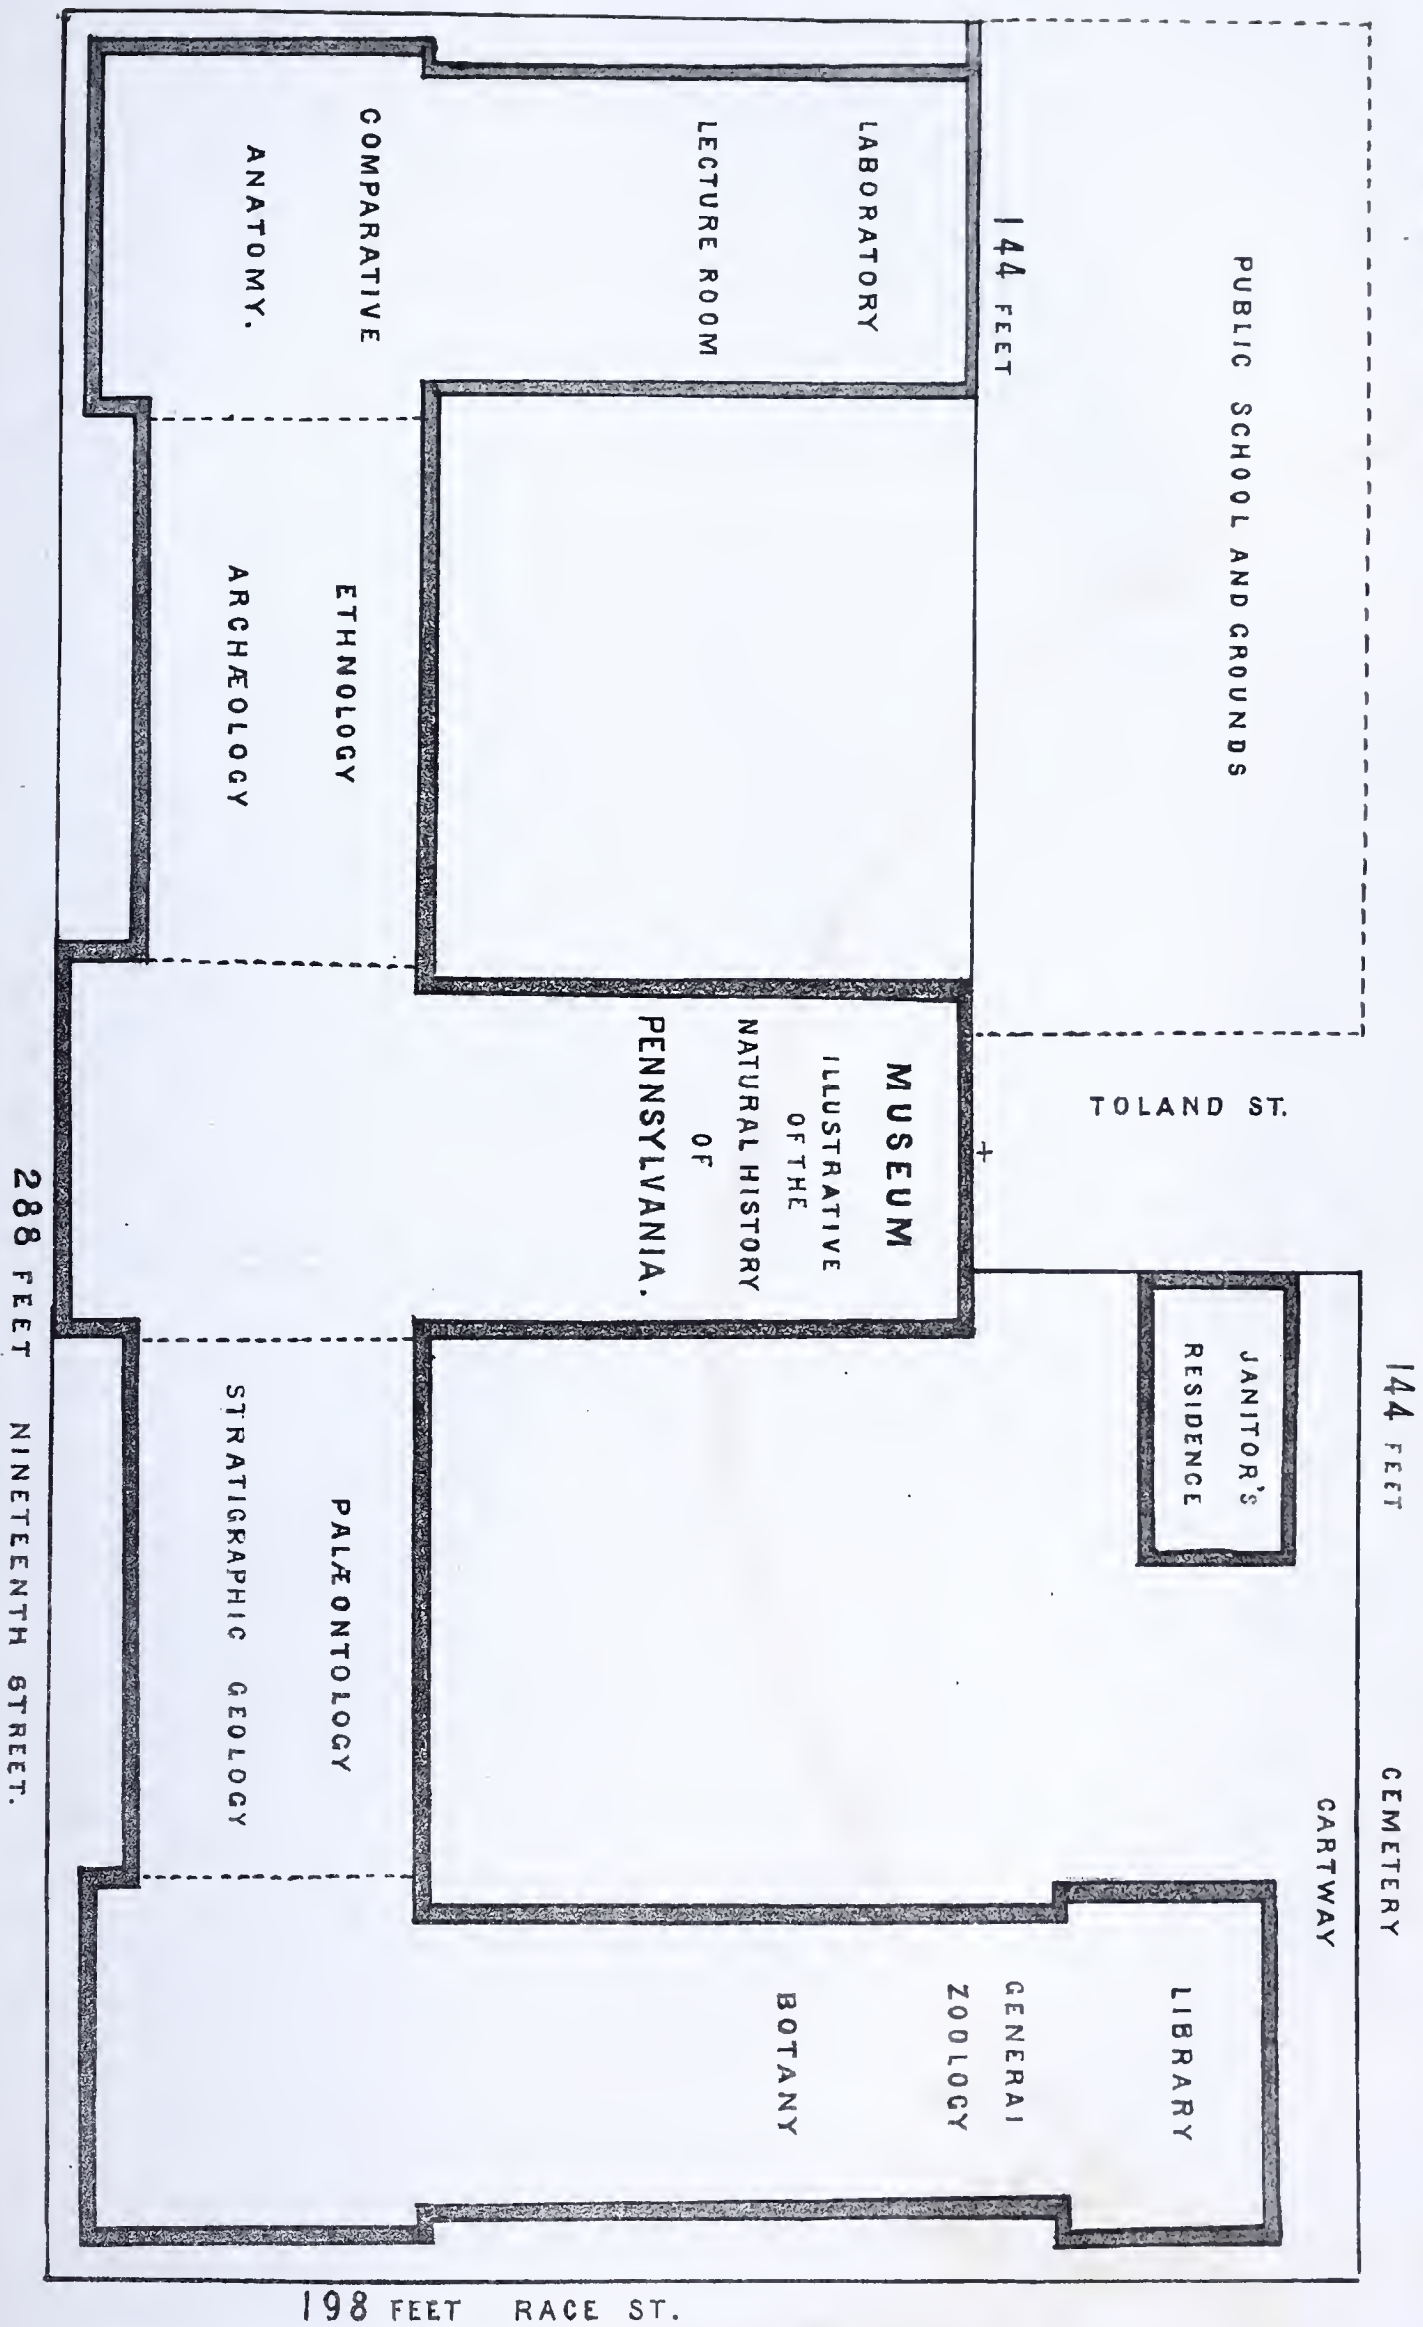 PUBLIC SCHOOL AND GROUNDS
144 FEET
LABORATORY
LECTURE ROOM
COMPARATIVE
ANATOMY.
ETHNOLOGY
ARCHÆOLOGY
TOLAND ST.
MUSEUM
ILLUSTRATIVE
OF THE
NATURAL HISTORY
OF
PENNSYLVANIA.
144 FEET
CEMETERY
CARTWAY
JANITOR'S
RESIDENCE
PALÆONTOLOGY
STRATIGRAPHIC GEOLOGY
LIBRARY
GENERAL
ZOOLOGY
BOTANY
288 FEET NINETEENTH STREET.
198 FEET RACE ST.